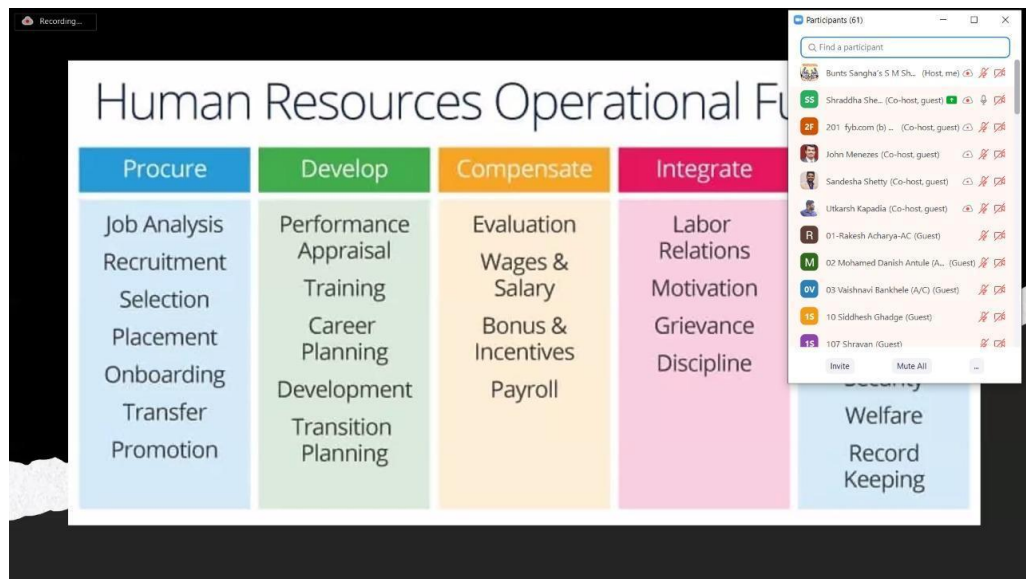 Recording...
Human Resources Operational Fu
Procure
Job Analysis
Recruitment
Selection
Placement
Onboarding
Transfer
Promotion
Develop
Performance
Appraisal
Training
Career
Planning
Development
Transition
Planning
Compensate
Evaluation
Wages &
Salary
Bonus &
Incentives
Payroll
Integrate
Labor
Relations
Motivation
Grievance
Discipline
Security
Welfare
Record
Keeping
Participants (61)
Find a participant
Bunts Sangha's S M Sh... (Host, me)
SS Shraddha She... (Co-host, guest)
2F 201 fyb.com (b) ... (Co-host, guest)
John Menezes (Co-host, guest)
Sandesha Shetty (Co-host, guest)
Utkarsh Kapadia (Co-host, guest)
R 01-Rakesh Acharya-AC (Guest)
M 02 Mohamed Danish Antule (A... (Guest)
0V 03 Vaishnavi Bankhele (A/C) (Guest)
1S 10 Siddhesh Ghadge (Guest)
1S 107 Shravan (Guest)
Invite Mute All ...